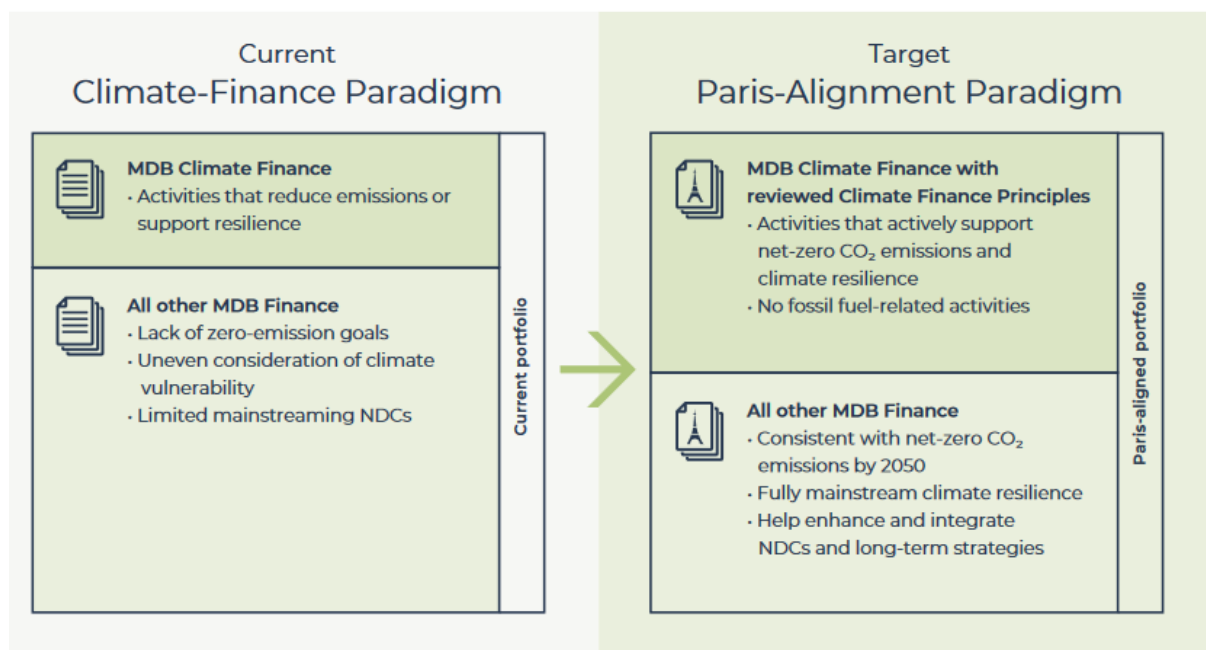 Current
Climate-Finance Paradigm
MDB Climate Finance
· Activities that reduce emissions or
support resilience
All other MDB Finance
· Lack of zero-emission goals
· Uneven consideration of climate
vulnerability
· Limited mainstreaming NDCs
Current portfolio
Target
Paris-Alignment Paradigm
MDB Climate Finance with
reviewed Climate Finance Principles
· Activities that actively support
net-zero CO₂ emissions and
climate resilience
· No fossil fuel-related activities
All other MDB Finance
· Consistent with net-zero CO₂
emissions by 2050
· Fully mainstream climate resilience
· Help enhance and integrate
NDCs and long-term strategies
Paris-aligned portfolio